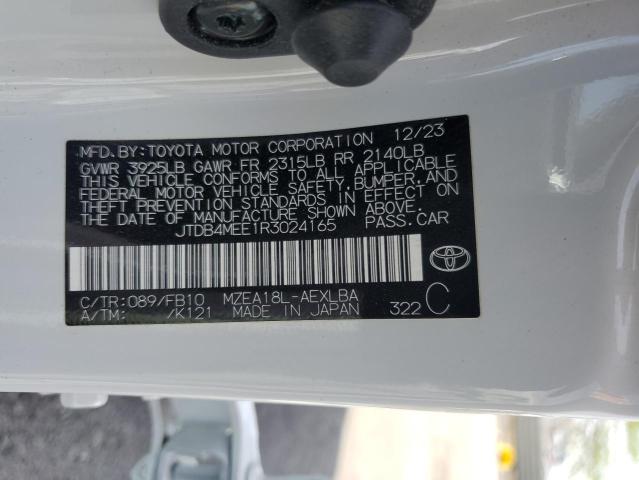 MFD.BY:TOYOTA MOTOR CORPORATION 12/23
GVWR 3925LB GAWR FR 2315LB RR 2140LB
THIS VEHICLE CONFORMS TO ALL APPLICABLE
FEDERAL MOTOR VEHICLE SAFETY,BUMPER, AND
THEFT PREVENTION STANDARDS IN EFFECT ON
THE DATE OF MANUFACTURE SHOWN ABOVE.
JTDB4MEE1R3024165 PASS.CAR
C/TR:089/FB10 MZEA18L-AEXLBA
A/TM: /K121 MADE IN JAPAN 322 C